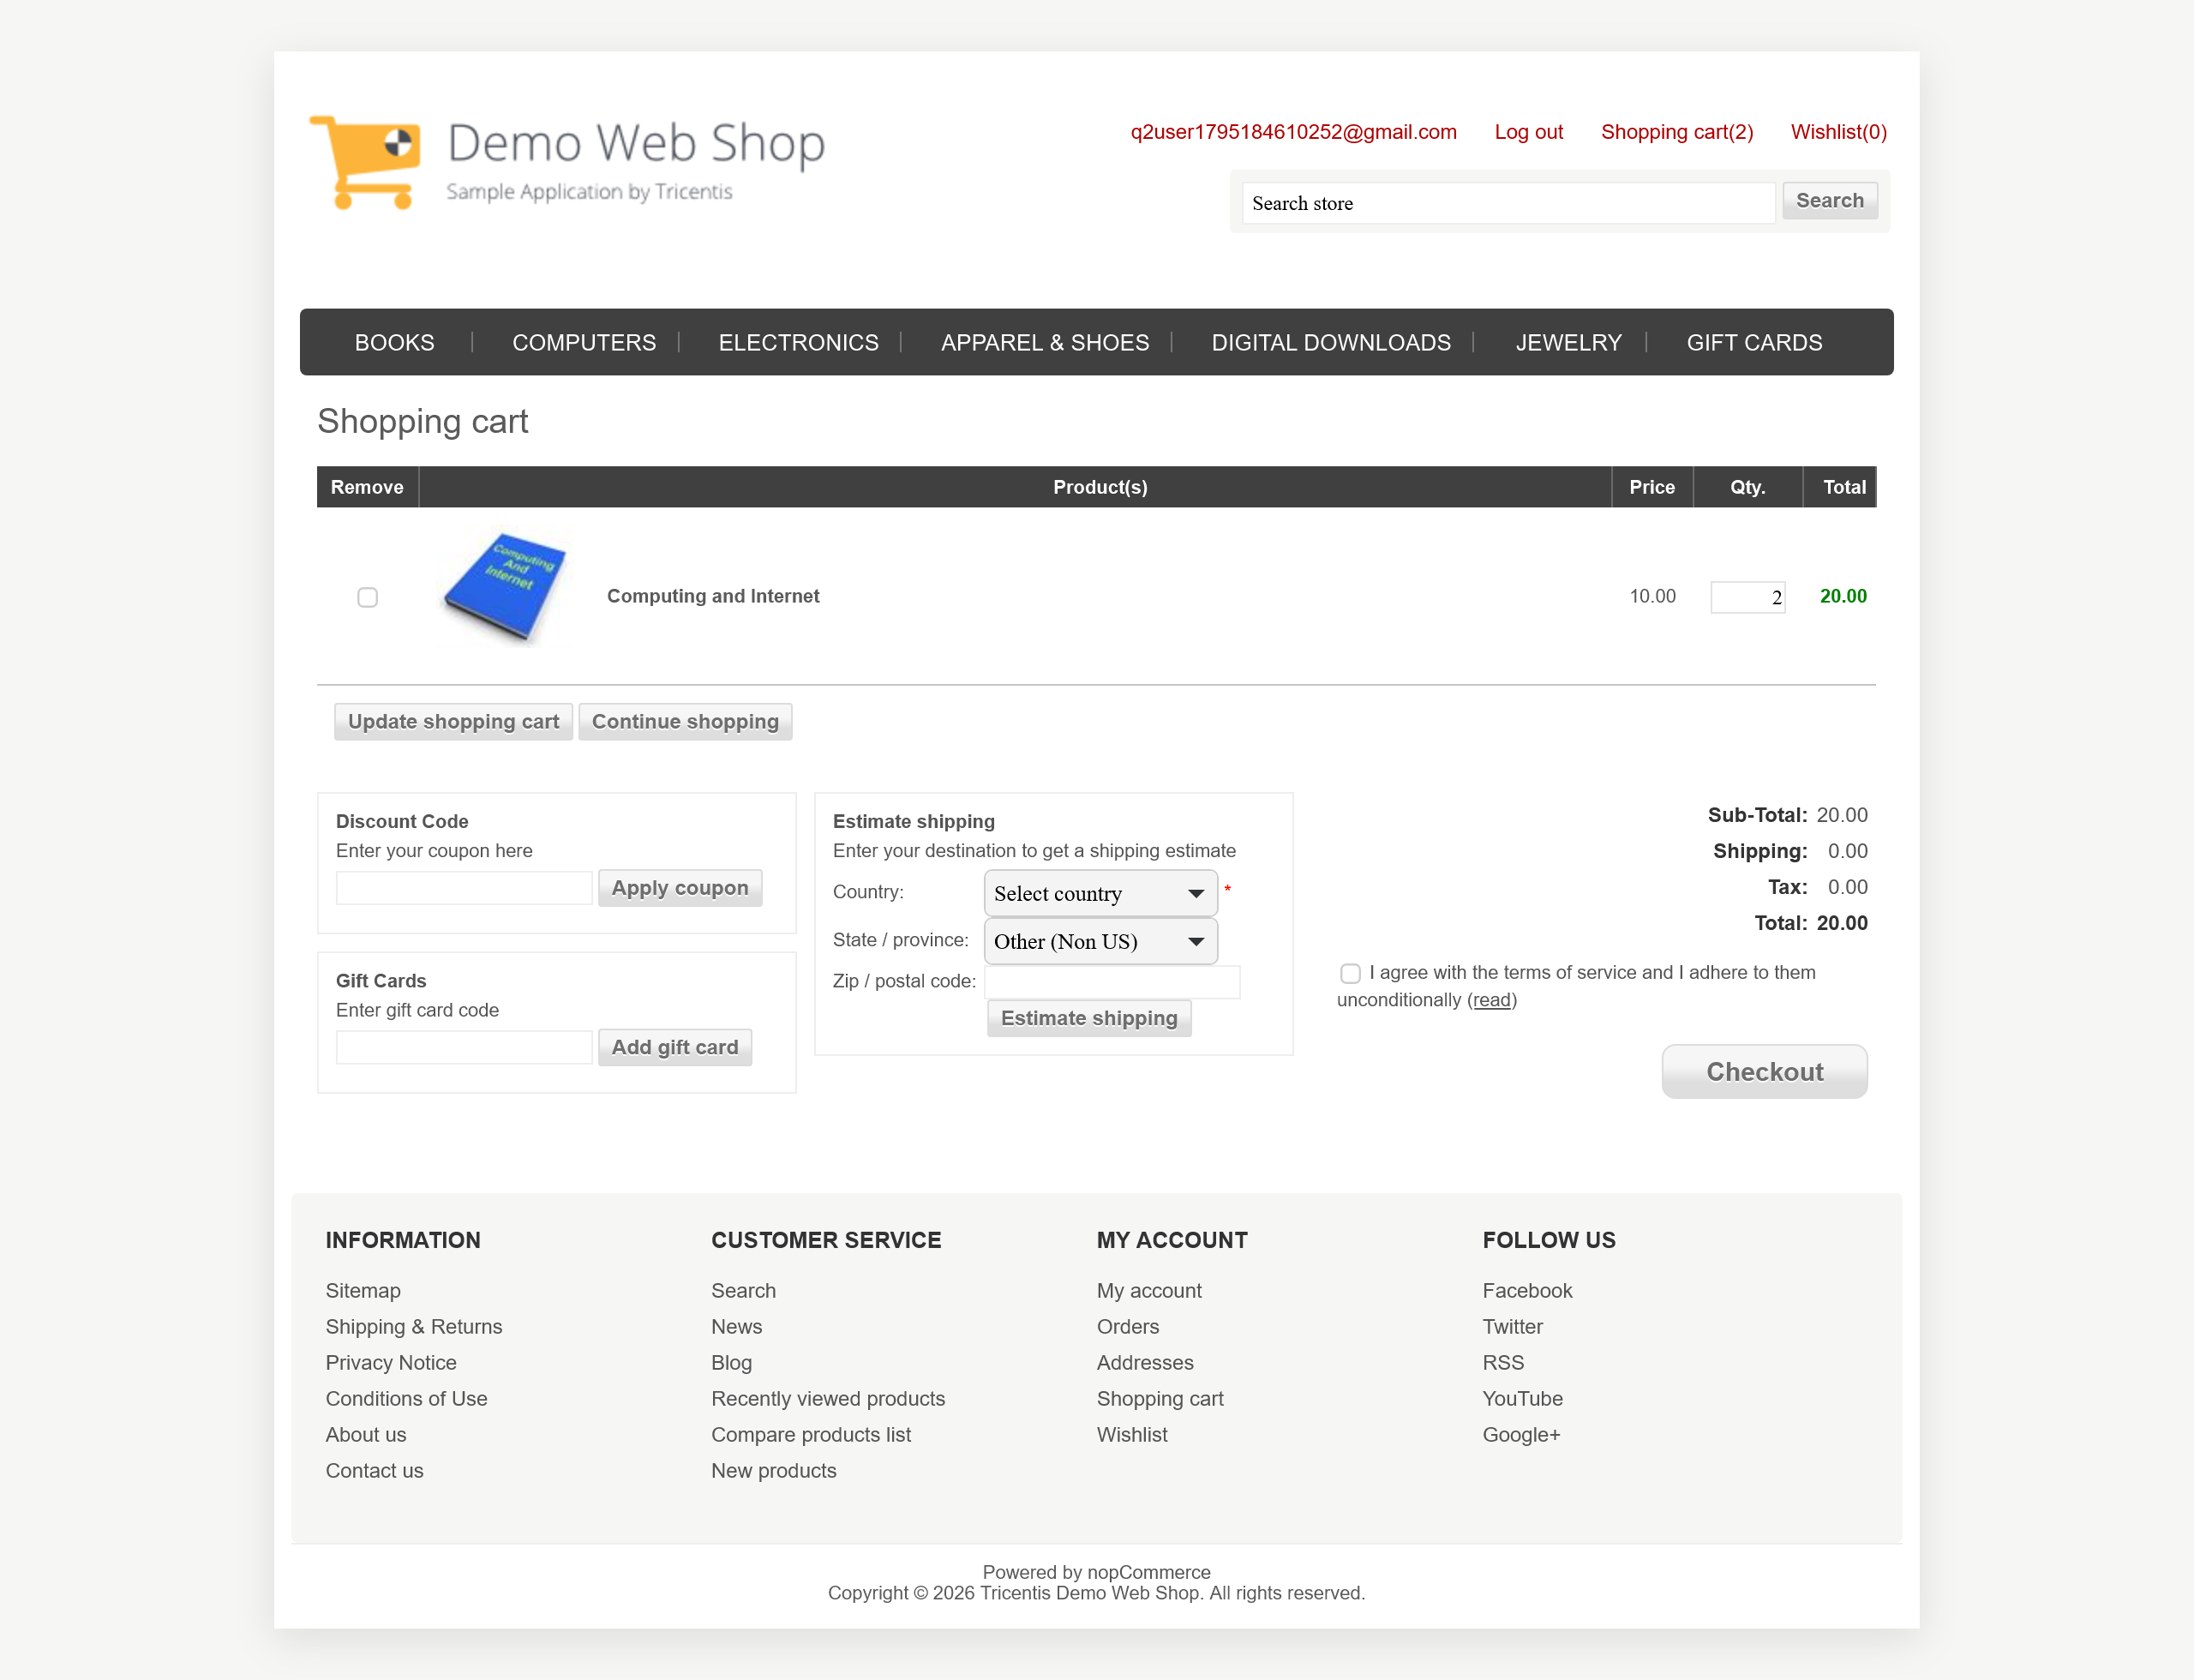 Demo Web Shop
Sample Application by Tricentis
q2user1795184610252@gmail.com Log out Shopping cart(2) Wishlist(0)
Search store Search
BOOKS COMPUTERS ELECTRONICS APPAREL & SHOES DIGITAL DOWNLOADS JEWELRY GIFT CARDS
Shopping cart
Remove Product(s) Price Qty. Total
Computing
And
Internet
Computing and Internet 10.00 2 20.00
Update shopping cart Continue shopping
Discount Code
Enter your coupon here
Apply coupon
Gift Cards
Enter gift card code
Add gift card
Estimate shipping
Enter your destination to get a shipping estimate
Country: Select country *
State / province: Other (Non US)
Zip / postal code:
Estimate shipping
Sub-Total: 20.00
Shipping: 0.00
Tax: 0.00
Total: 20.00
I agree with the terms of service and I adhere to them
unconditionally (read)
Checkout
INFORMATION
Sitemap
Shipping & Returns
Privacy Notice
Conditions of Use
About us
Contact us
CUSTOMER SERVICE
Search
News
Blog
Recently viewed products
Compare products list
New products
MY ACCOUNT
My account
Orders
Addresses
Shopping cart
Wishlist
FOLLOW US
Facebook
Twitter
RSS
YouTube
Google+
Powered by nopCommerce
Copyright © 2026 Tricentis Demo Web Shop. All rights reserved.